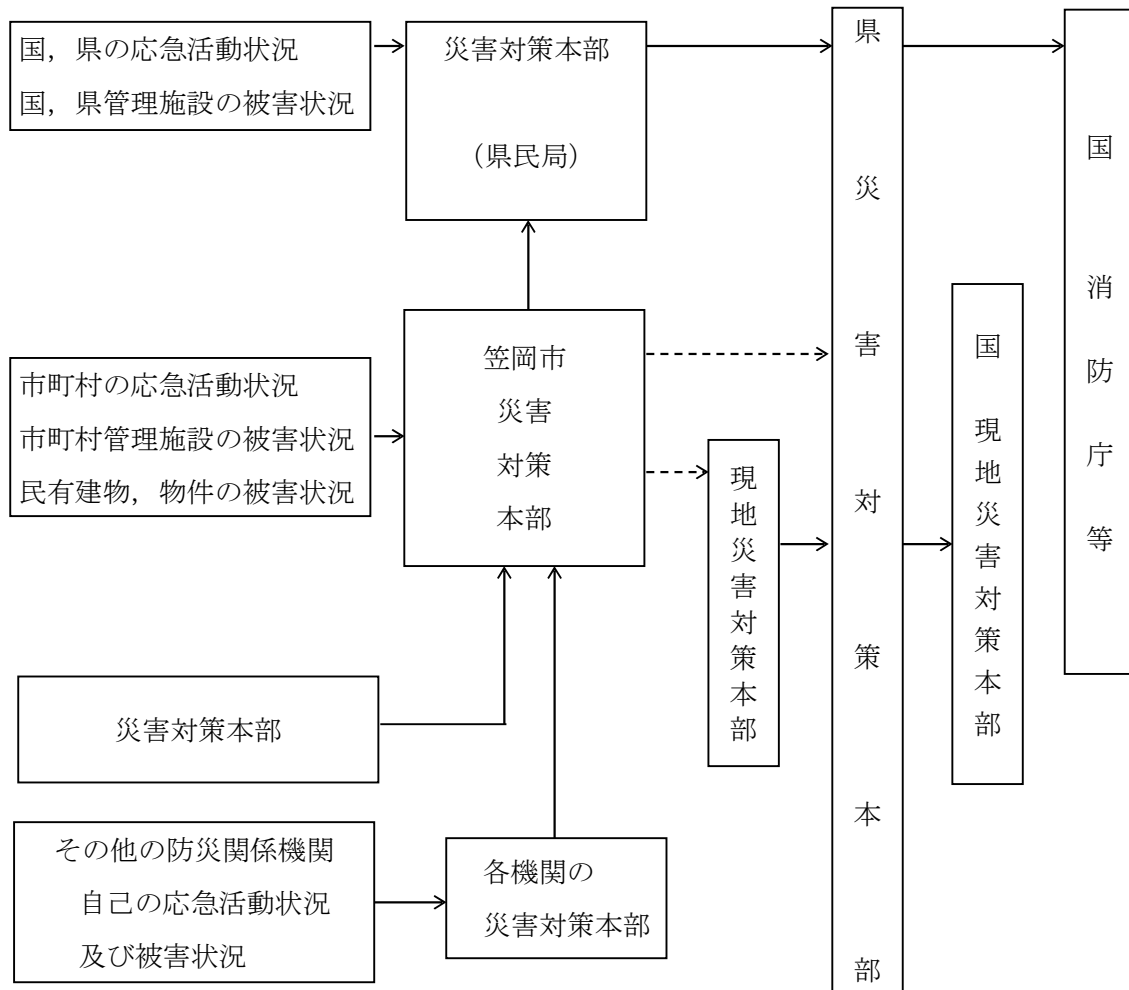 国，県の応急活動状況
国，県管理施設の被害状況
災害対策本部
（県民局）
県災害対策本部
国消防庁等
市町村の応急活動状況
市町村管理施設の被害状況
民有建物，物件の被害状況
笠岡市
災害
対策
本部
現地災害対策本部
国　現地災害対策本部
災害対策本部
その他の防災関係機関
自己の応急活動状況
及び被害状況
各機関の
災害対策本部